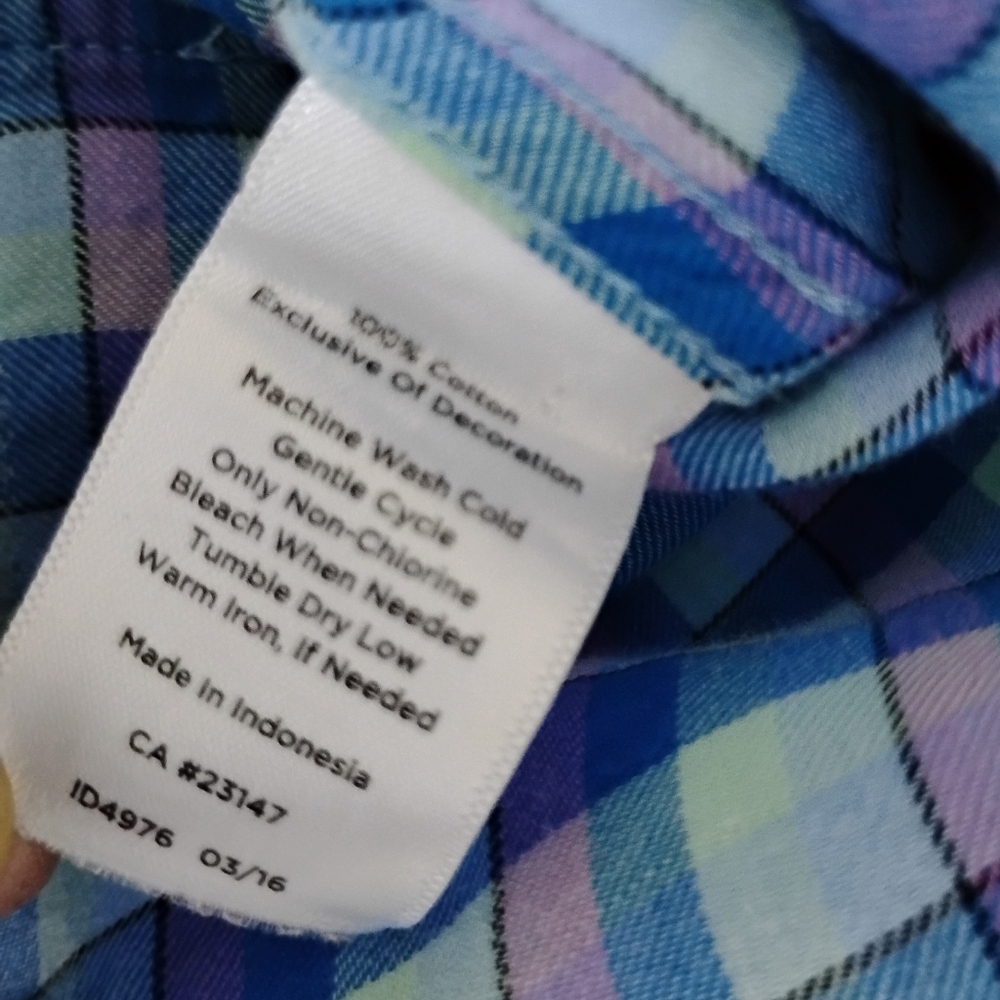 100% Cotton
Exclusive Of Decoration
Machine Wash Cold
Gentle Cycle
Only Non-Chlorine
Bleach When Needed
Tumble Dry Low
Warm Iron, If Needed
Made In Indonesia
CA #23147
ID4976 03/16